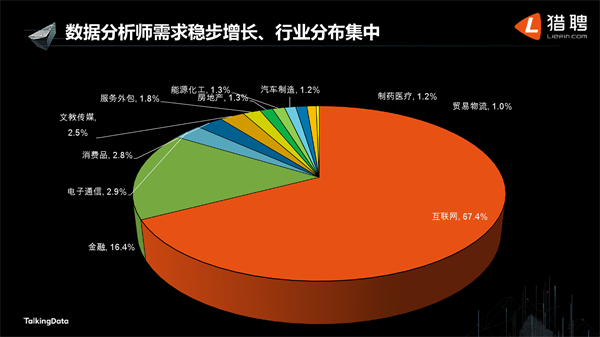 数据分析师需求稳步增长、行业分布集中
猎聘
Liepin.com
能源化工, 1.3%
汽车制造, 1.2%
服务外包, 1.8%
房地产, 1.3%
制药医疗, 1.2%
贸易物流, 1.0%
文教传媒,
2.5%
消费品, 2.8%
电子通信, 2.9%
互联网, 67.4%
金融, 16.4%
TalkingData